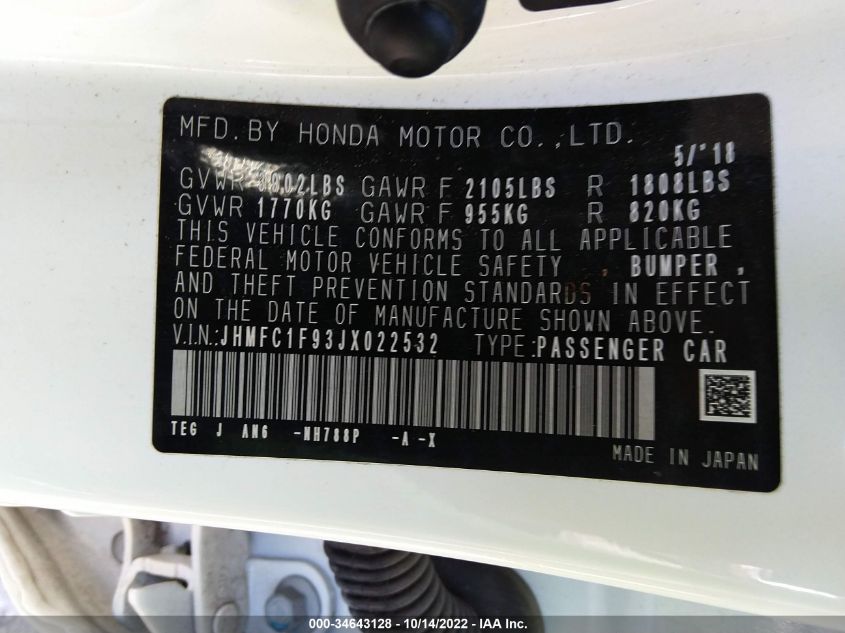 MFD. BY HONDA MOTOR CO.,LTD.
5/'18
GVWR 3902LBS GAWR F 2105LBS R 1808LBS
GVWR 1770KG GAWR F 955KG R 820KG
THIS VEHICLE CONFORMS TO ALL APPLICABLE
FEDERAL MOTOR VEHICLE SAFETY , BUMPER ,
AND THEFT PREVENTION STANDARDS IN EFFECT
ON THE DATE OF MANUFACTURE SHOWN ABOVE.
V.I.N:JHMFC1F93JX022532 TYPE:PASSENGER CAR
TEG J AN6 -NH788P -A -X
MADE IN JAPAN
000-34643128 - 10/14/2022 - IAA Inc.